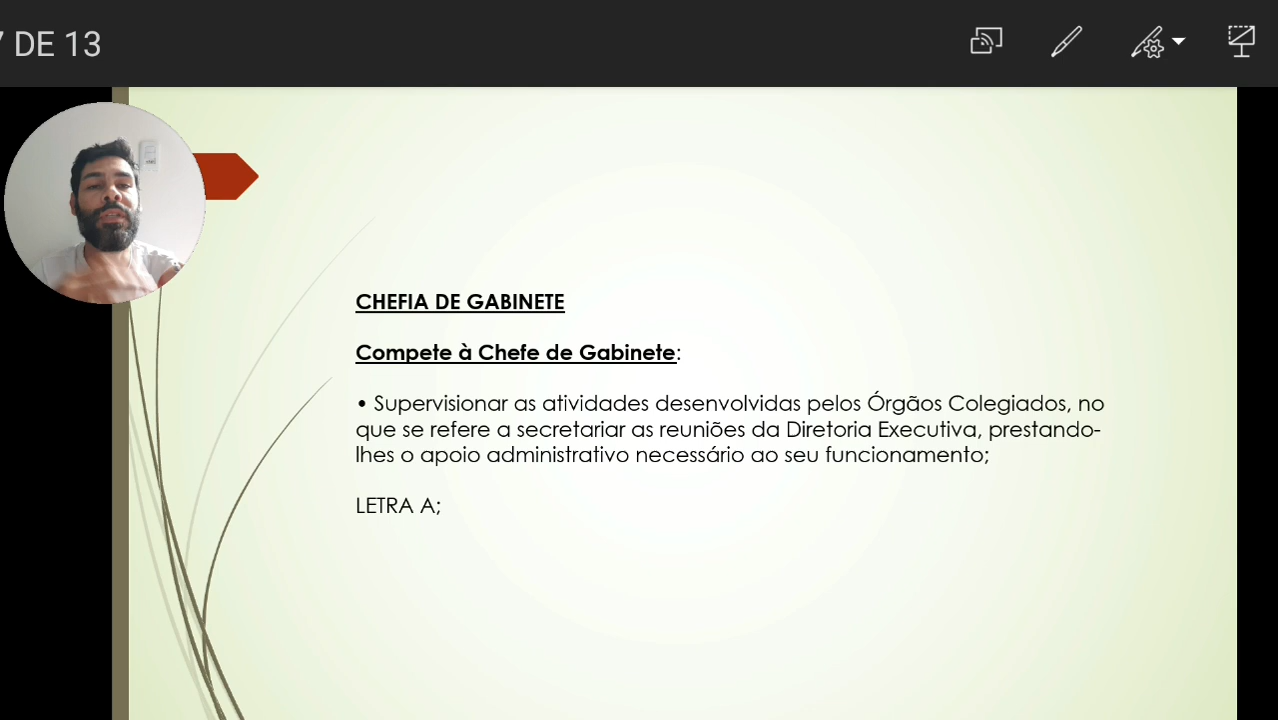 DE 13
CHEFIA DE GABINETE
Compete à Chefe de Gabinete:
• Supervisionar as atividades desenvolvidas pelos Órgãos Colegiados, no
que se refere a secretariar as reuniões da Diretoria Executiva, prestando-
lhes o apoio administrativo necessário ao seu funcionamento;
LETRA A;